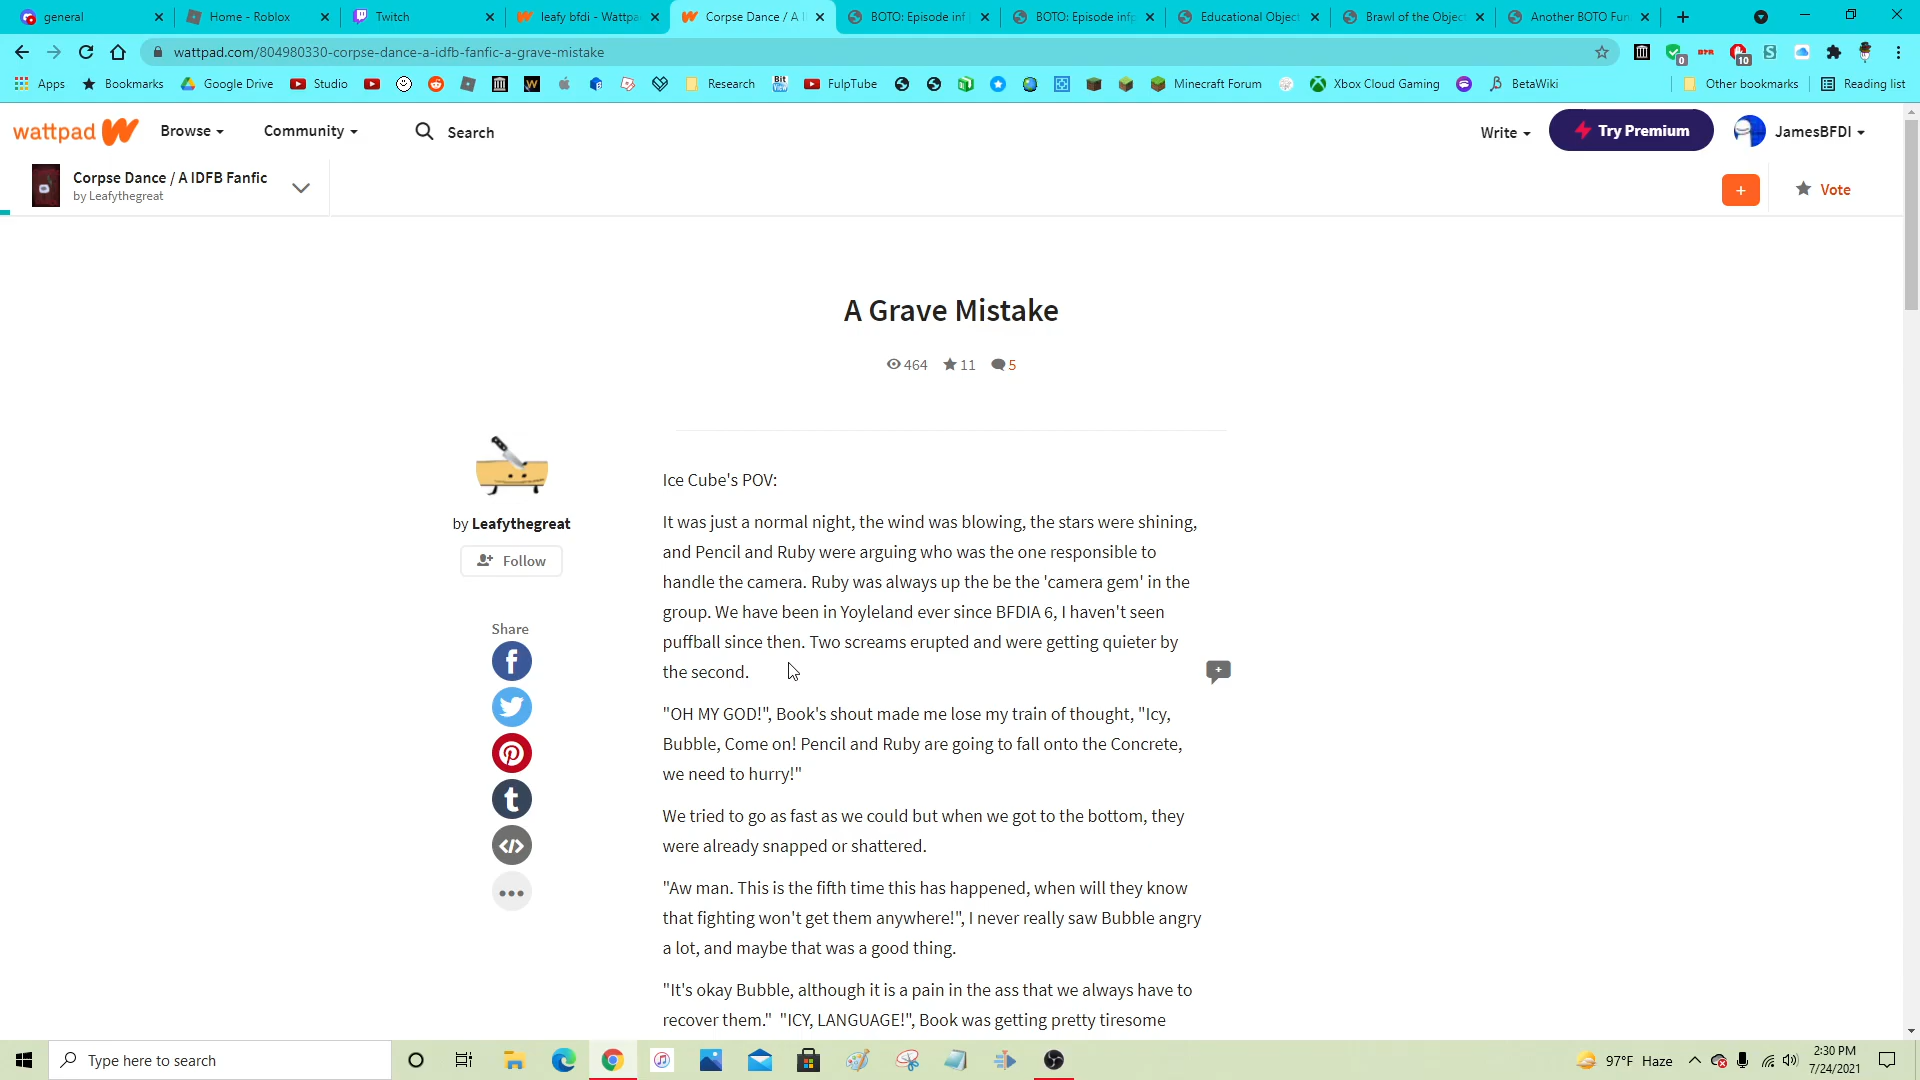 general
Home - Roblox
Twitch
leafy bfdi - Wattpa
Corpse Dance / A I
BOTO: Episode inf
BOTO: Episode infp
Educational Object
Brawl of the Object
Another BOTO Fun
wattpad.com/804980330-corpse-dance-a-idfb-fanfic-a-grave-mistake
Apps
Bookmarks
Google Drive
Studio
Research
Bit View
FulpTube
Minecraft Forum
Xbox Cloud Gaming
BetaWiki
Other bookmarks
Reading list
wattpad
Browse
Community
Search
Write
Try Premium
JamesBFDI
Corpse Dance / A IDFB Fanfic
by Leafythegreat
+
Vote
A Grave Mistake
464
11
5
by Leafythegreat
Follow
Share
Ice Cube's POV:
It was just a normal night, the wind was blowing, the stars were shining,
and Pencil and Ruby were arguing who was the one responsible to
handle the camera. Ruby was always up the be the 'camera gem' in the
group. We have been in Yoyleland ever since BFDIA 6, I haven't seen
puffball since then. Two screams erupted and were getting quieter by
the second.
"OH MY GOD!", Book's shout made me lose my train of thought, "Icy,
Bubble, Come on! Pencil and Ruby are going to fall onto the Concrete,
we need to hurry!"
We tried to go as fast as we could but when we got to the bottom, they
were already snapped or shattered.
"Aw man. This is the fifth time this has happened, when will they know
that fighting won't get them anywhere!", I never really saw Bubble angry
a lot, and maybe that was a good thing.
"It's okay Bubble, although it is a pain in the ass that we always have to
recover them."  "ICY, LANGUAGE!", Book was getting pretty tiresome
Type here to search
97°F Haze
2:30 PM
7/24/2021